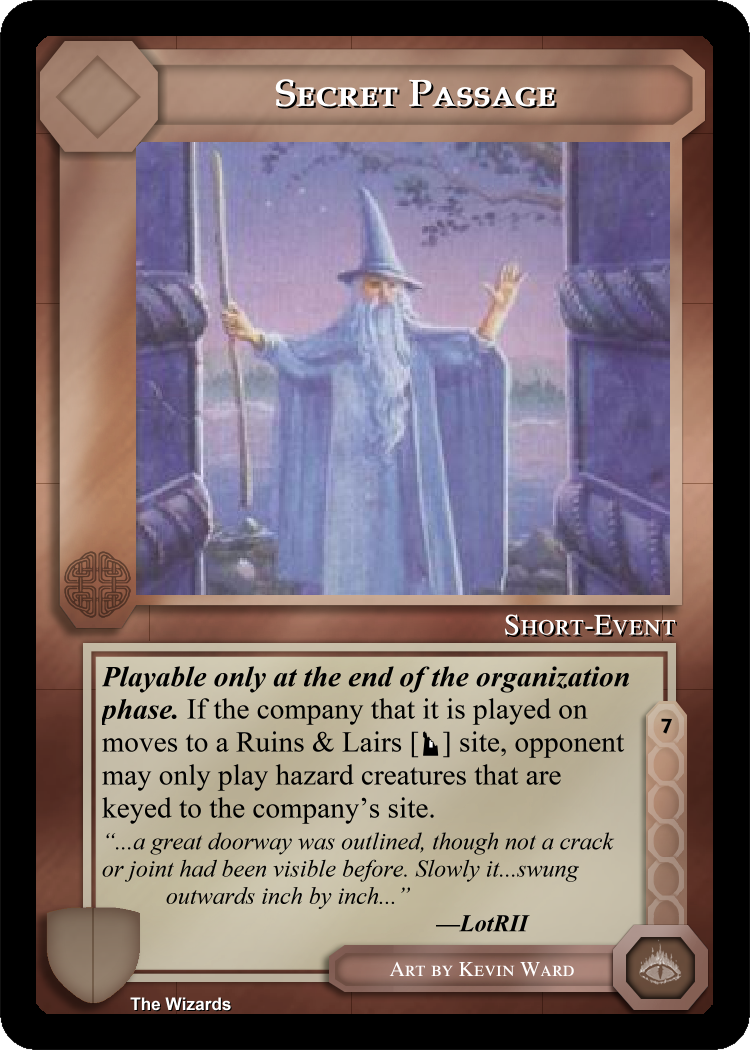 Secret Passage
Short-Event
Playable only at the end of the organization
phase. If the company that it is played on
moves to a Ruins & Lairs [] site, opponent
may only play hazard creatures that are
keyed to the company's site.
7
“...a great doorway was outlined, though not a crack
or joint had been visible before. Slowly it...swung
outwards inch by inch...”
—LotRII
Art by Kevin Ward
The Wizards